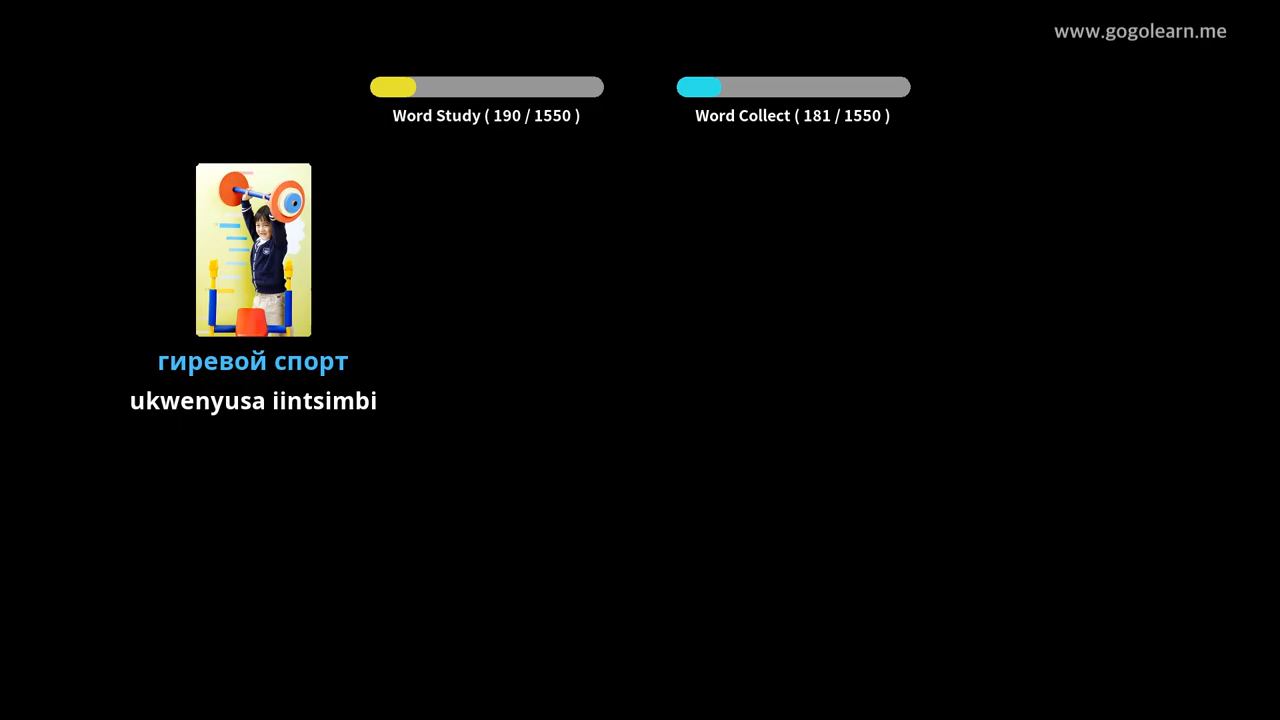 www.gogolearn.me
Word Study ( 190 / 1550 )
Word Collect ( 181 / 1550 )
гиревой спорт
ukwenyusa iintsimbi